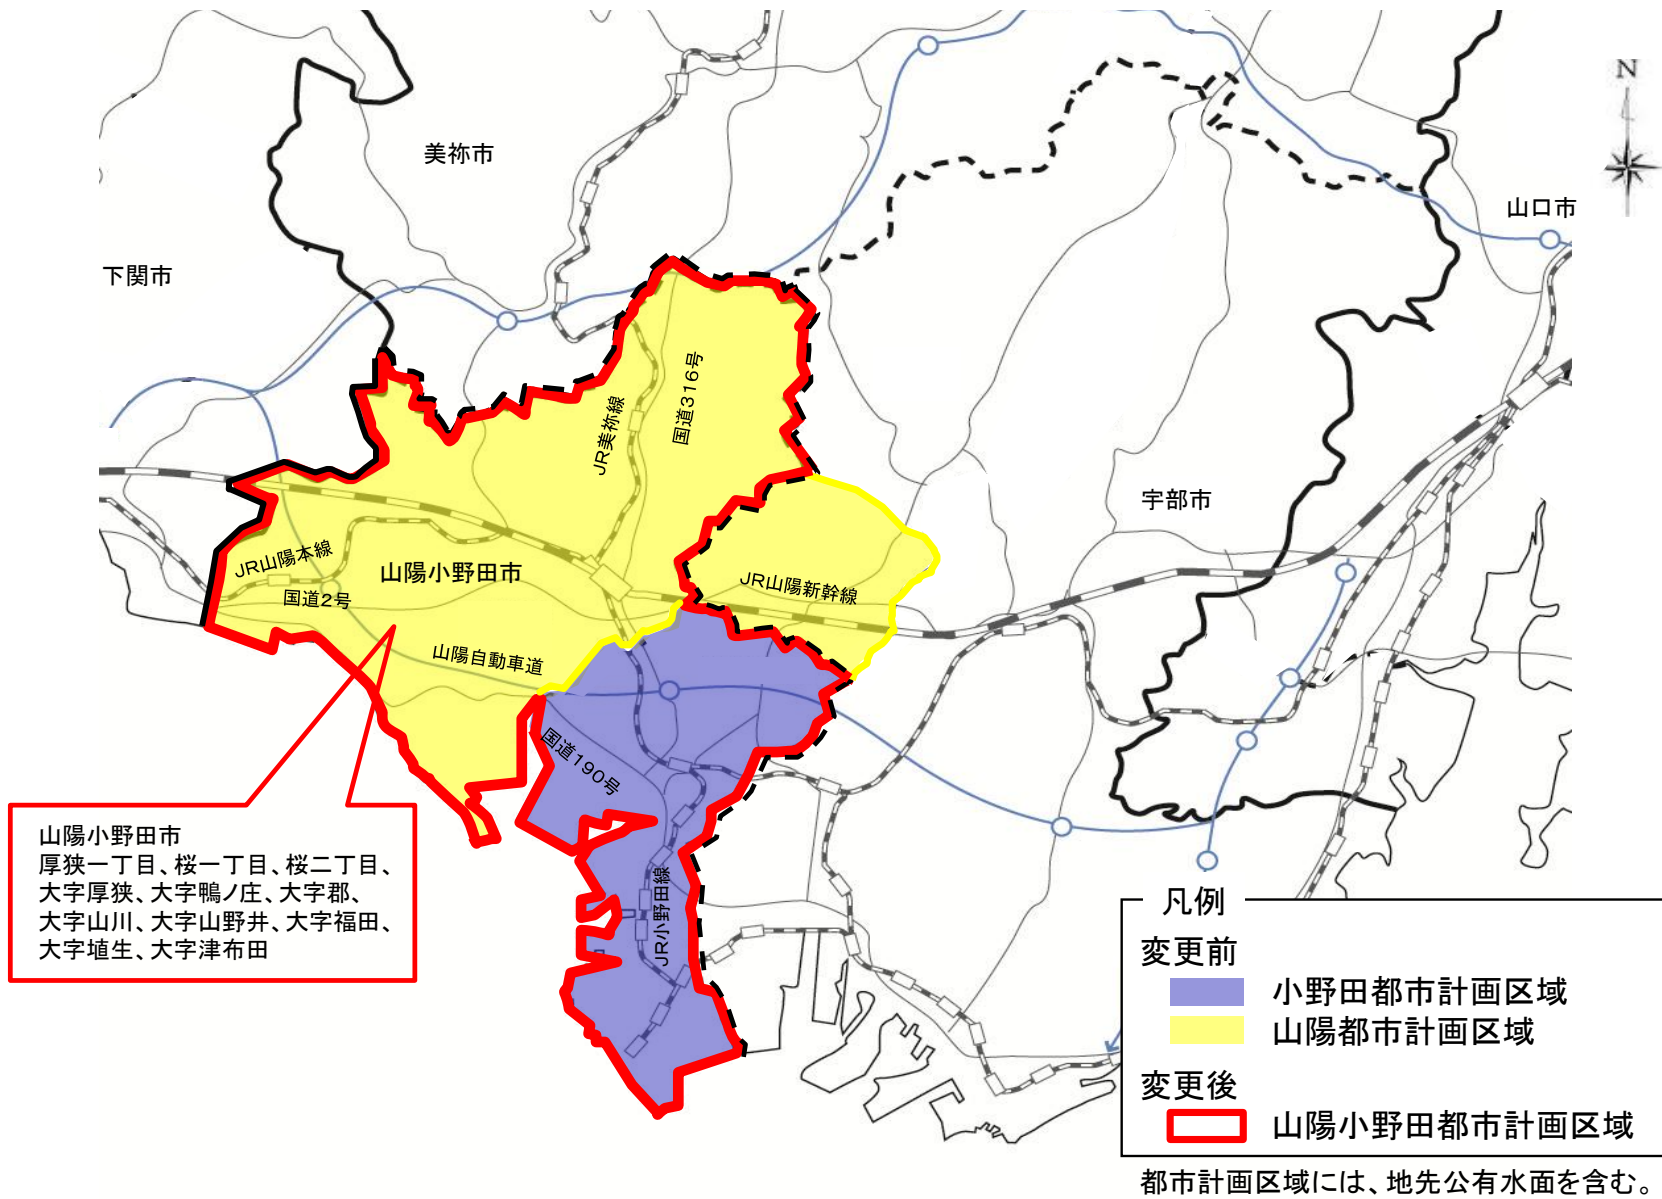 N
美祢市
山口市
下関市
国道316号
JR美祢線
宇部市
JR山陽本線
山陽小野田市
JR山陽新幹線
国道2号
山陽自動車道
国道190号
JR小野田線
山陽小野田市
厚狭一丁目、桜一丁目、桜二丁目、
大字厚狭、大字鴨ノ庄、大字郡、
大字山川、大字山野井、大字福田、
大字埴生、大字津布田
凡例
変更前
小野田都市計画区域
山陽都市計画区域
変更後
山陽小野田都市計画区域
都市計画区域には、地先公有水面を含む。